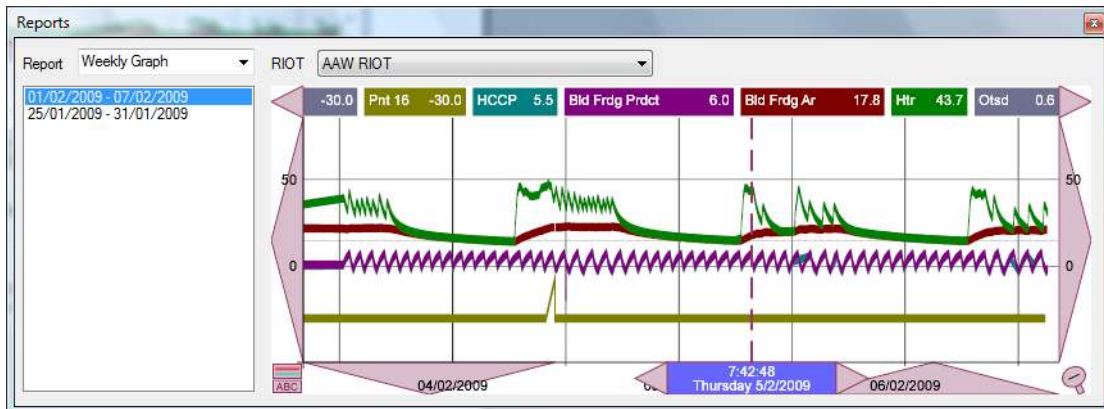 Reports
Report Weekly Graph RIOT AAW RIOT
01/02/2009 - 07/02/2009
25/01/2009 - 31/01/2009
-30.0 Pnt 16 -30.0 HCCP 5.5 Bld Frdg Prdct 6.0 Bld Frdg Ar 17.8 Htr 43.7 Otsd 0.6
50 50
0 0
7:42:48
ABC 04/02/2009 Thursday 5/2/2009 06/02/2009